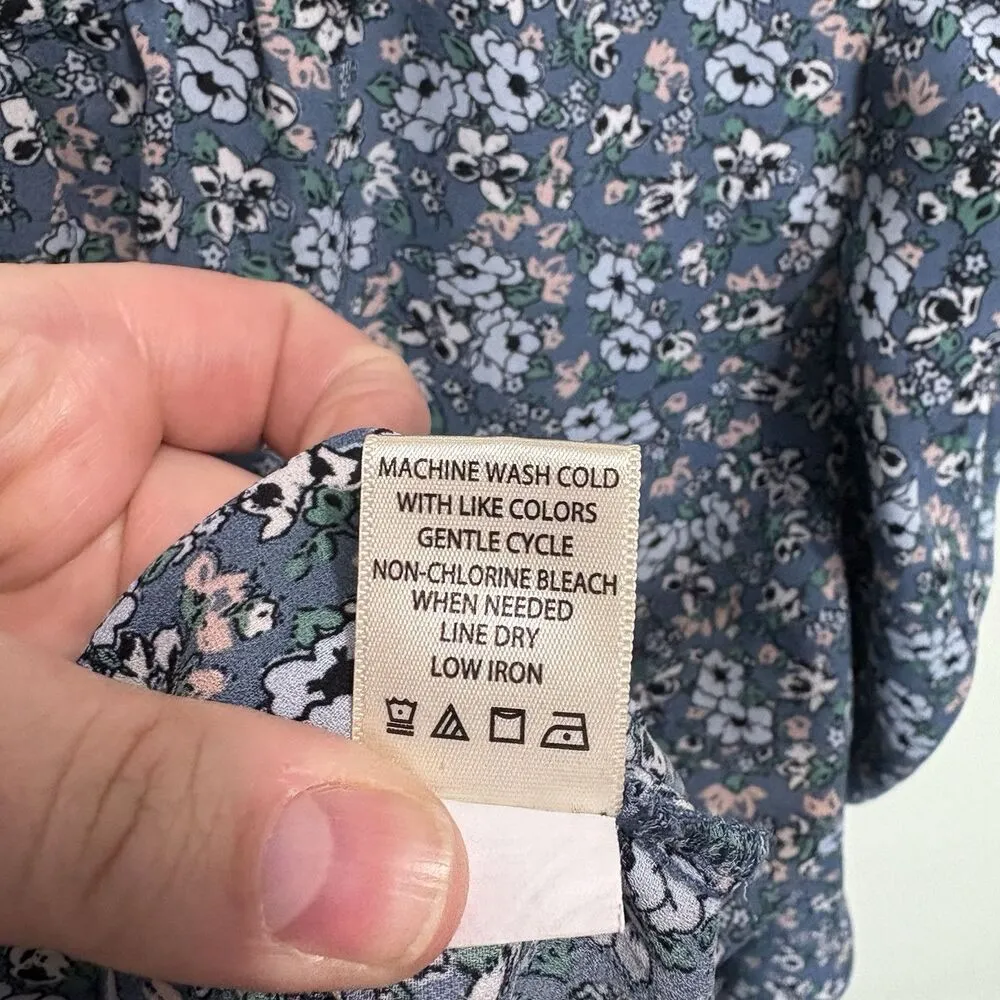 MACHINE WASH COLD
WITH LIKE COLORS
GENTLE CYCLE
NON-CHLORINE BLEACH
WHEN NEEDED
LINE DRY
LOW IRON